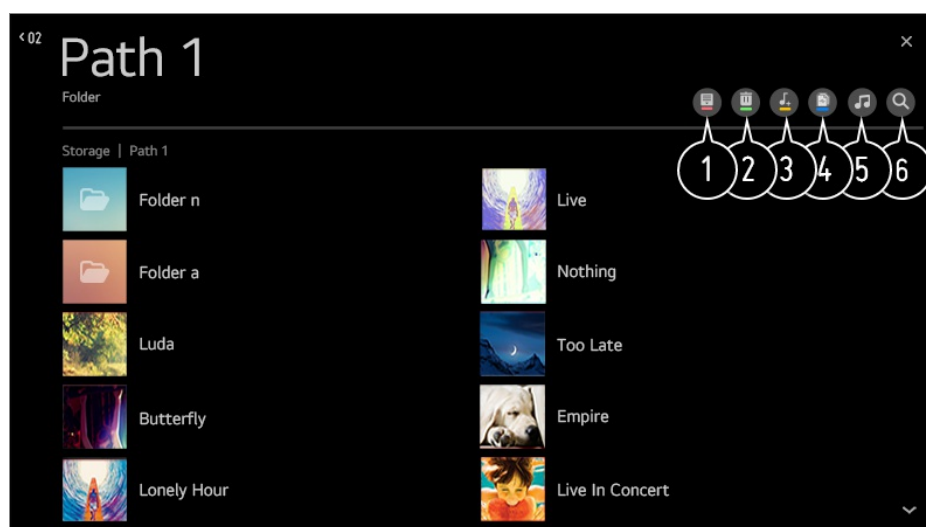 <02
Path 1
Folder
1 2 3 4 5 6
Storage | Path 1
Folder n
Live
Folder a
Nothing
Luda
Too Late
Butterfly
Empire
Lonely Hour
Live In Concert